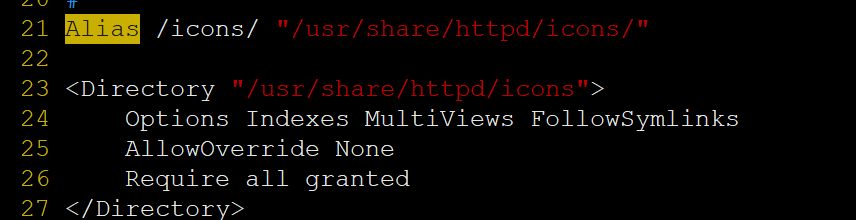 20 #
21 Alias /icons/ "/usr/share/httpd/icons/"
22
23 <Directory "/usr/share/httpd/icons">
24     Options Indexes MultiViews FollowSymlinks
25     AllowOverride None
26     Require all granted
27 </Directory>